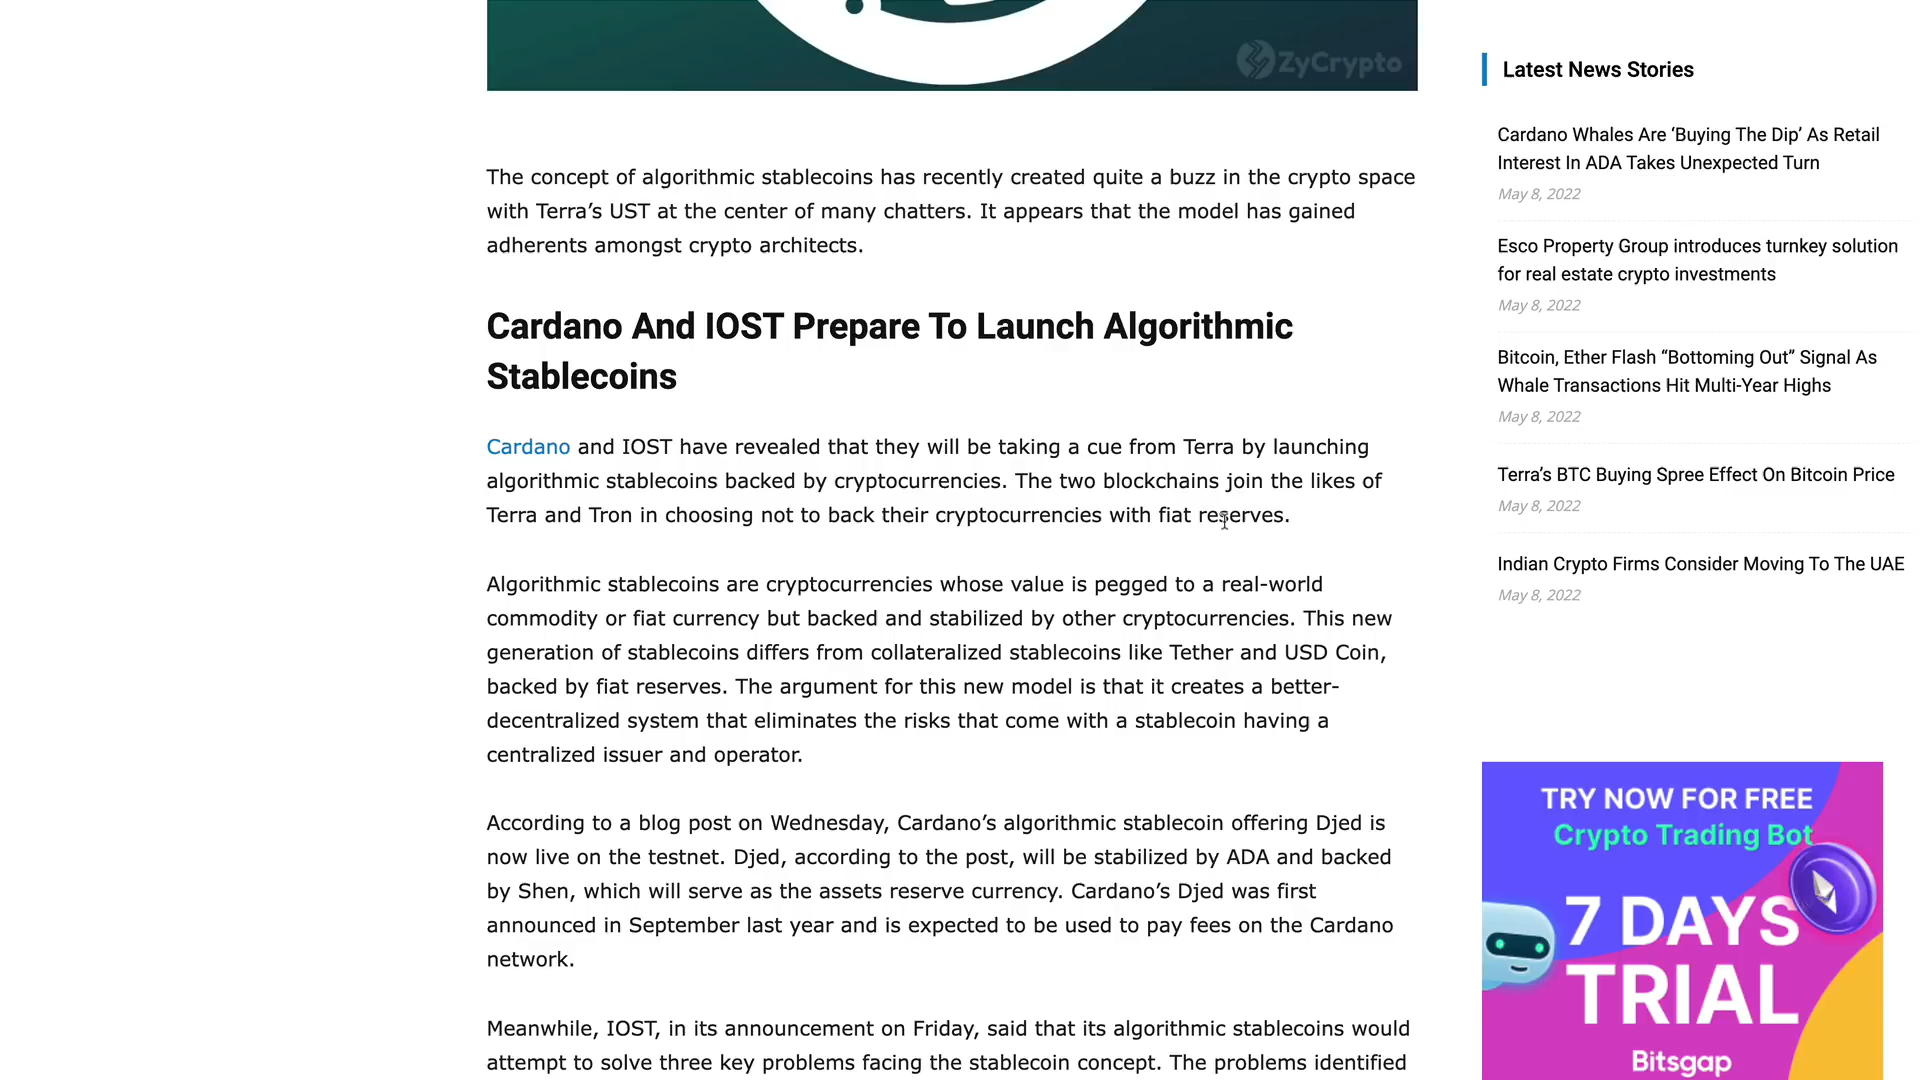 ZyCrypto
The concept of algorithmic stablecoins has recently created quite a buzz in the crypto space
with Terra’s UST at the center of many chatters. It appears that the model has gained
adherents amongst crypto architects.
Cardano And IOST Prepare To Launch Algorithmic
Stablecoins
Cardano and IOST have revealed that they will be taking a cue from Terra by launching
algorithmic stablecoins backed by cryptocurrencies. The two blockchains join the likes of
Terra and Tron in choosing not to back their cryptocurrencies with fiat reserves.
Algorithmic stablecoins are cryptocurrencies whose value is pegged to a real-world
commodity or fiat currency but backed and stabilized by other cryptocurrencies. This new
generation of stablecoins differs from collateralized stablecoins like Tether and USD Coin,
backed by fiat reserves. The argument for this new model is that it creates a better-
decentralized system that eliminates the risks that come with a stablecoin having a
centralized issuer and operator.
According to a blog post on Wednesday, Cardano’s algorithmic stablecoin offering Djed is
now live on the testnet. Djed, according to the post, will be stabilized by ADA and backed
by Shen, which will serve as the assets reserve currency. Cardano’s Djed was first
announced in September last year and is expected to be used to pay fees on the Cardano
network.
Meanwhile, IOST, in its announcement on Friday, said that its algorithmic stablecoins would
attempt to solve three key problems facing the stablecoin concept. The problems identified
Latest News Stories
Cardano Whales Are ‘Buying The Dip’ As Retail
Interest In ADA Takes Unexpected Turn
May 8, 2022
Esco Property Group introduces turnkey solution
for real estate crypto investments
May 8, 2022
Bitcoin, Ether Flash “Bottoming Out” Signal As
Whale Transactions Hit Multi-Year Highs
May 8, 2022
Terra’s BTC Buying Spree Effect On Bitcoin Price
May 8, 2022
Indian Crypto Firms Consider Moving To The UAE
May 8, 2022
TRY NOW FOR FREE
Crypto Trading Bot
7 DAYS
TRIAL
Bitsgap